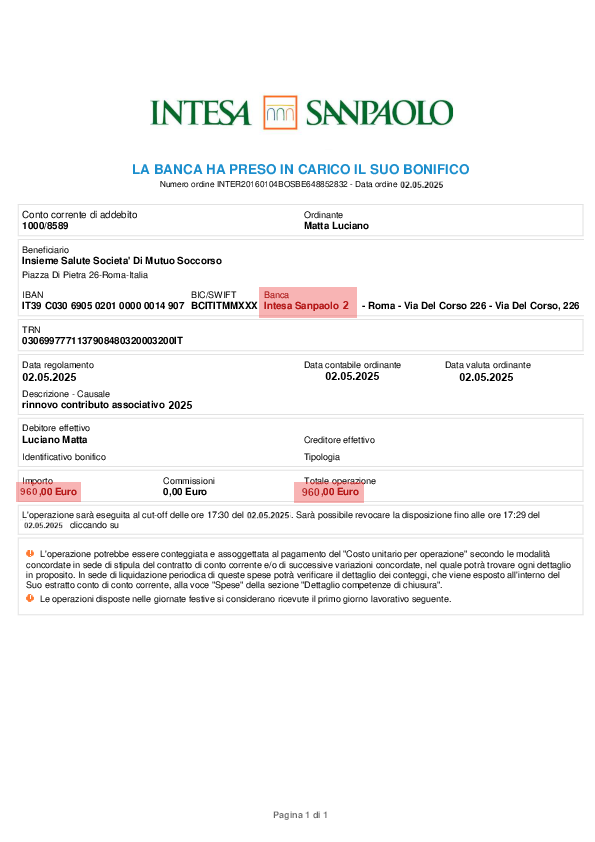 INTESA SANPAOLO
LA BANCA HA PRESO IN CARICO IL SUO BONIFICO
Numero ordine INTER20160104BOSBE648852832 - Data ordine 02.05.2025
Conto corrente di addebito Ordinante
1000/8589 Matta Luciano
Beneficiario
Insieme Salute Societa' Di Mutuo Soccorso
Piazza Di Pietra 26-Roma-Italia
IBAN BIC/SWIFT Banca
IT39 C030 6905 0201 0000 0014 907 BCITITMMXXX Intesa Sanpaolo 2 - Roma - Via Del Corso 226 - Via Del Corso, 226
TRN
0306997771137908480320003200IT
Data regolamento Data contabile ordinante Data valuta ordinante
02.05.2025 02.05.2025 02.05.2025
Descrizione - Causale
rinnovo contributo associativo 2025
Debitore effettivo
Luciano Matta Creditore effettivo
Identificativo bonifico Tipologia
Importo Commissioni Totale operazione
960,00 Euro 0,00 Euro 960,00 Euro
L'operazione sarà eseguita al cut-off delle ore 17:30 del 02.05.2025. Sarà possibile revocare la disposizione fino alle ore 17:29 del
02.05.2025 cliccando su
L'operazione potrebbe essere conteggiata e assoggettata al pagamento del "Costo unitario per operazione" secondo le modalità
concordate in sede di stipula del contratto di conto corrente e/o di successive variazioni concordate, nel quale potrà trovare ogni dettaglio
in proposito. In sede di liquidazione periodica di queste spese potrà verificare il dettaglio dei conteggi, che viene esposto all'interno del
Suo estratto conto di conto corrente, alla voce "Spese" della sezione "Dettaglio competenze di chiusura".
Le operazioni disposte nelle giornate festive si considerano ricevute il primo giorno lavorativo seguente.
Pagina 1 di 1